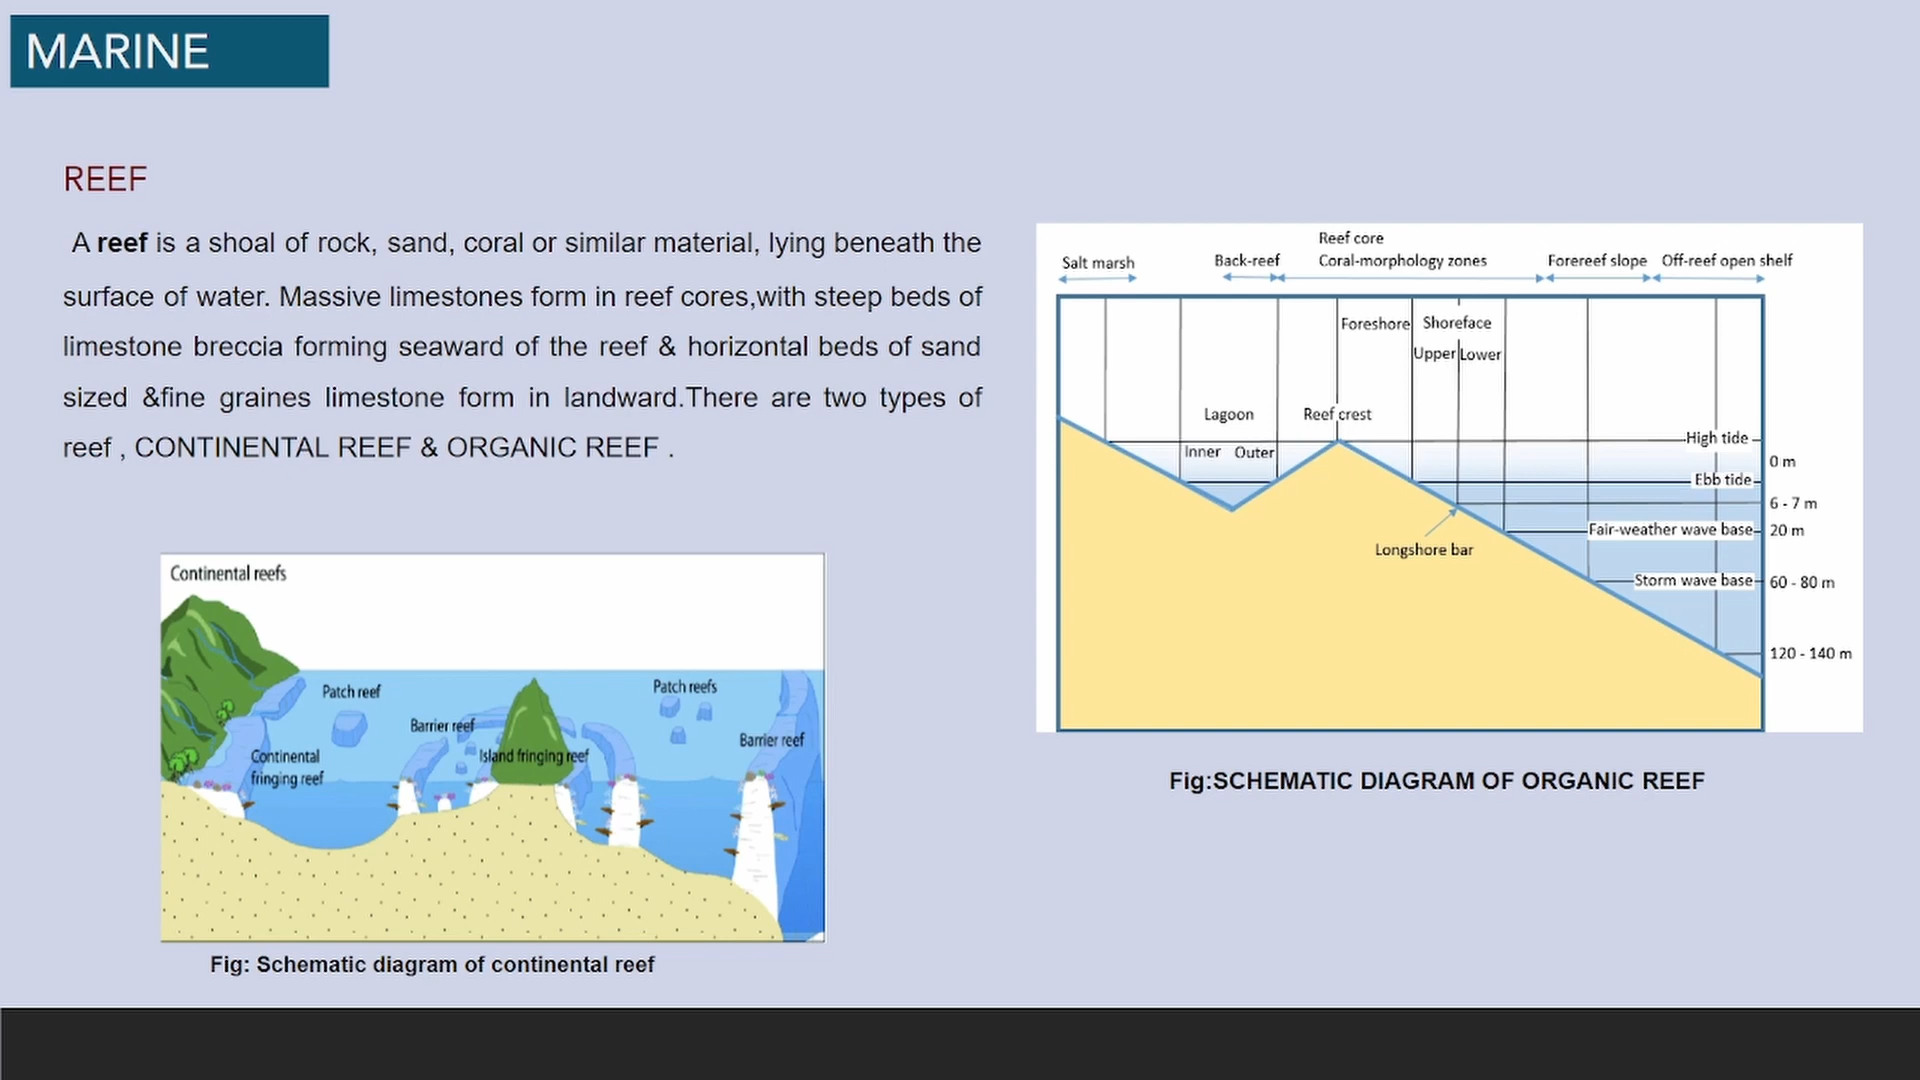 MARINE
REEF
A reef is a shoal of rock, sand, coral or similar material, lying beneath the
surface of water. Massive limestones form in reef cores,with steep beds of
limestone breccia forming seaward of the reef & horizontal beds of sand
sized &fine graines limestone form in landward.There are two types of
reef , CONTINENTAL REEF & ORGANIC REEF .
Continental reefs
Patch reef
Patch reefs
Barrier reef
Barrier reef
Continental
fringing reef
Island fringing reef
Fig: Schematic diagram of continental reef
Reef core
Salt marsh
Back-reef
Coral-morphology zones
Forereef slope
Off-reef open shelf
Foreshore
Shoreface
Upper
Lower
Lagoon
Reef crest
High tide
Inner
Outer
0 m
Ebb tide
6 - 7 m
Fair-weather wave base
20 m
Longshore bar
Storm wave base
60 - 80 m
120 - 140 m
Fig:SCHEMATIC DIAGRAM OF ORGANIC REEF